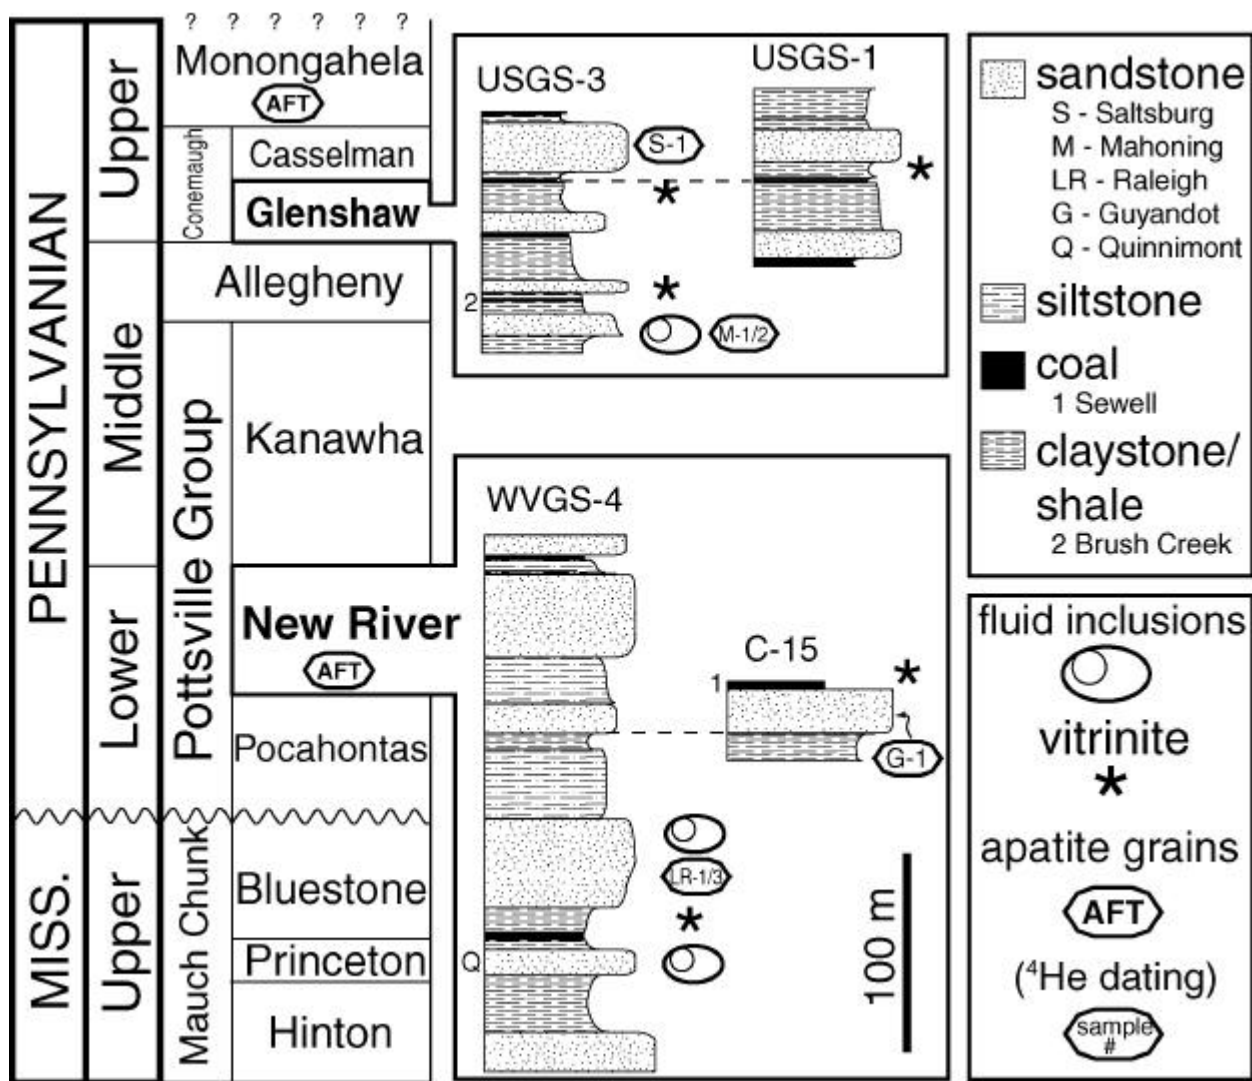 ? ? ? ? ? ?
PENNSYLVANIAN
MISS.
Upper
Middle
Lower
Upper
Monongahela
AFT
Conemaugh
Casselman
Glenshaw
Allegheny
Pottsville Group
Kanawha
New River
AFT
Pocahontas
Mauch Chunk
Bluestone
Princeton
Hinton
USGS-3
USGS-1
S-1
*
*
*
2
M-1/2
WVGS-4
C-15
1
*
G-1
LR-1/3
*
Q
100 m
sandstone
S - Saltsburg
M - Mahoning
LR - Raleigh
G - Guyandot
Q - Quinnimont
siltstone
coal
1 Sewell
claystone/
shale
2 Brush Creek
fluid inclusions
vitrinite
*
apatite grains
AFT
(⁴He dating)
sample
#